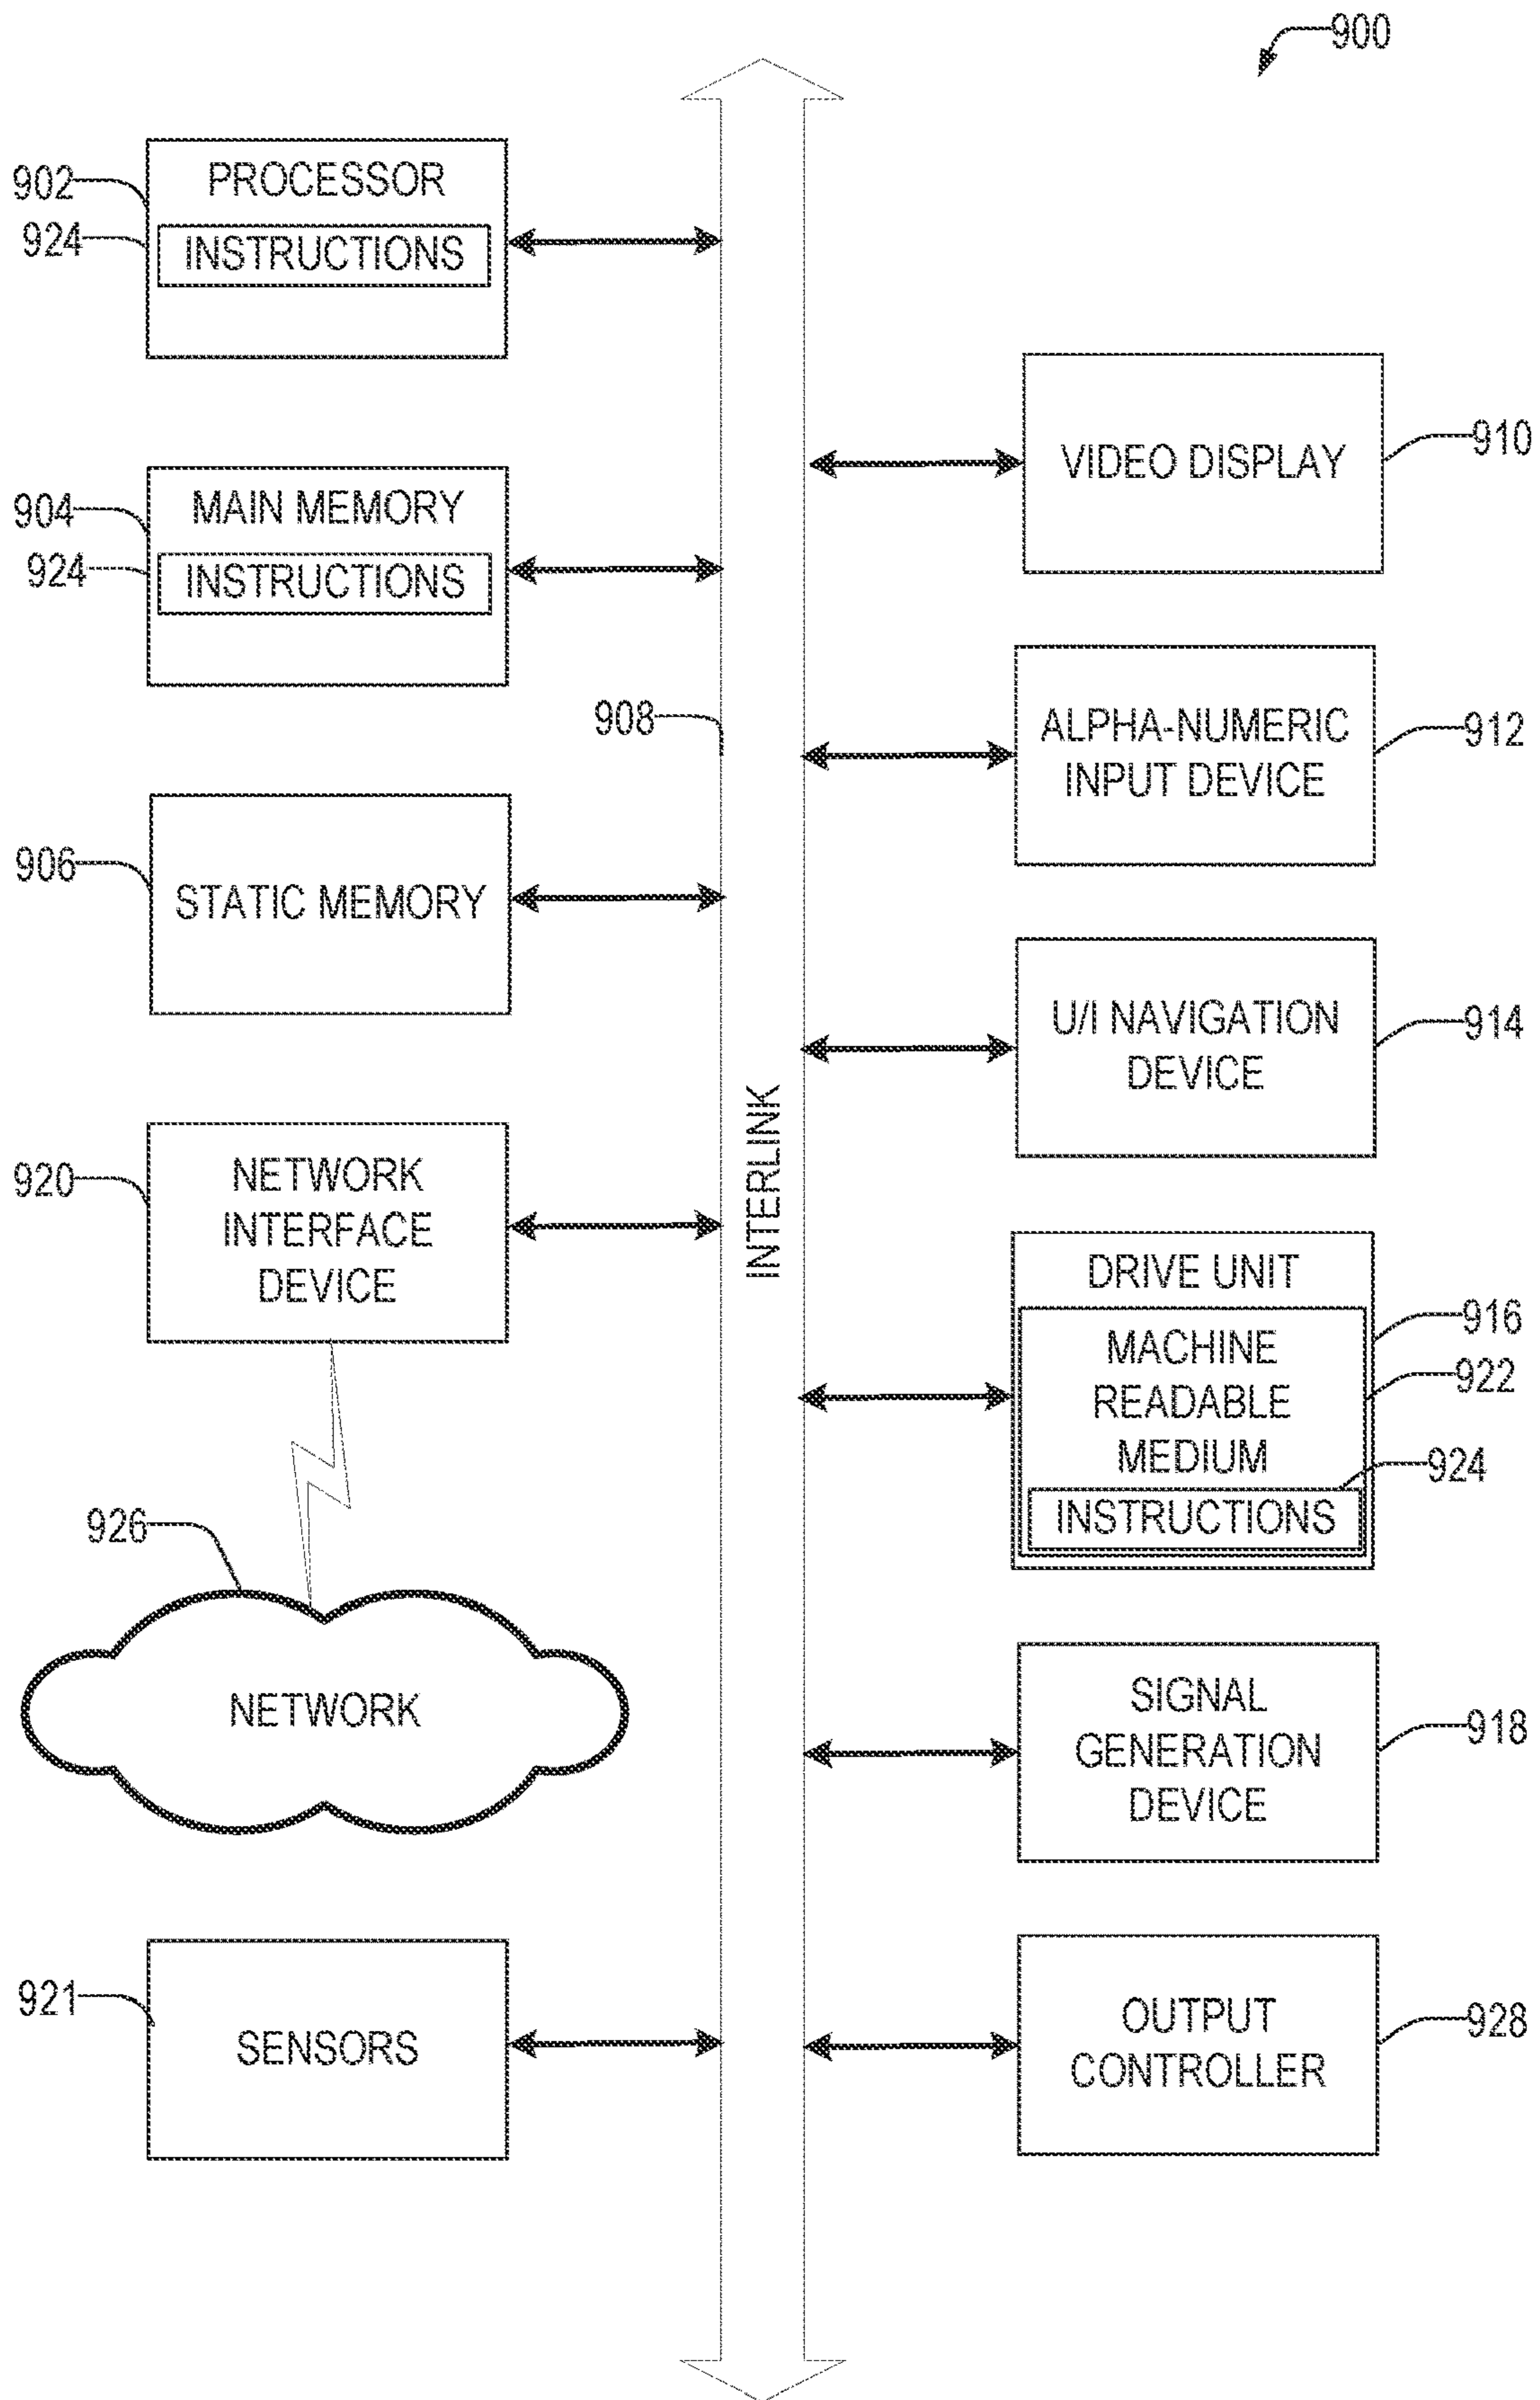 900
902
PROCESSOR
924
INSTRUCTIONS
904
MAIN MEMORY
924
INSTRUCTIONS
908
906
STATIC MEMORY
920
NETWORK
INTERFACE
DEVICE
926
NETWORK
921
SENSORS
INTERLINK
VIDEO DISPLAY
910
ALPHA-NUMERIC
INPUT DEVICE
912
U/I NAVIGATION
DEVICE
914
DRIVE UNIT
916
MACHINE
READABLE
MEDIUM
922
924
INSTRUCTIONS
SIGNAL
GENERATION
DEVICE
918
OUTPUT
CONTROLLER
928